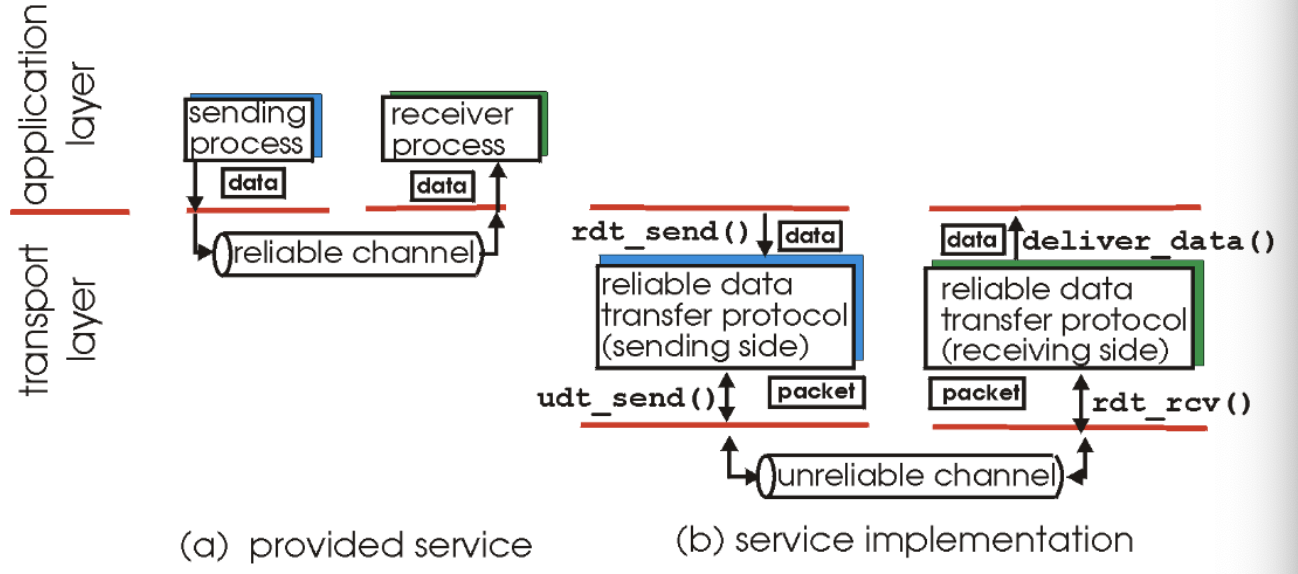 application
layer
transport
layer
sending
process
data
receiver
process
data
reliable channel
(a) provided service
rdt_send()
data
reliable data
transfer protocol
(sending side)
udt_send()
packet
data
deliver_data()
reliable data
transfer protocol
(receiving side)
packet
rdt_rcv()
unreliable channel
(b) service implementation